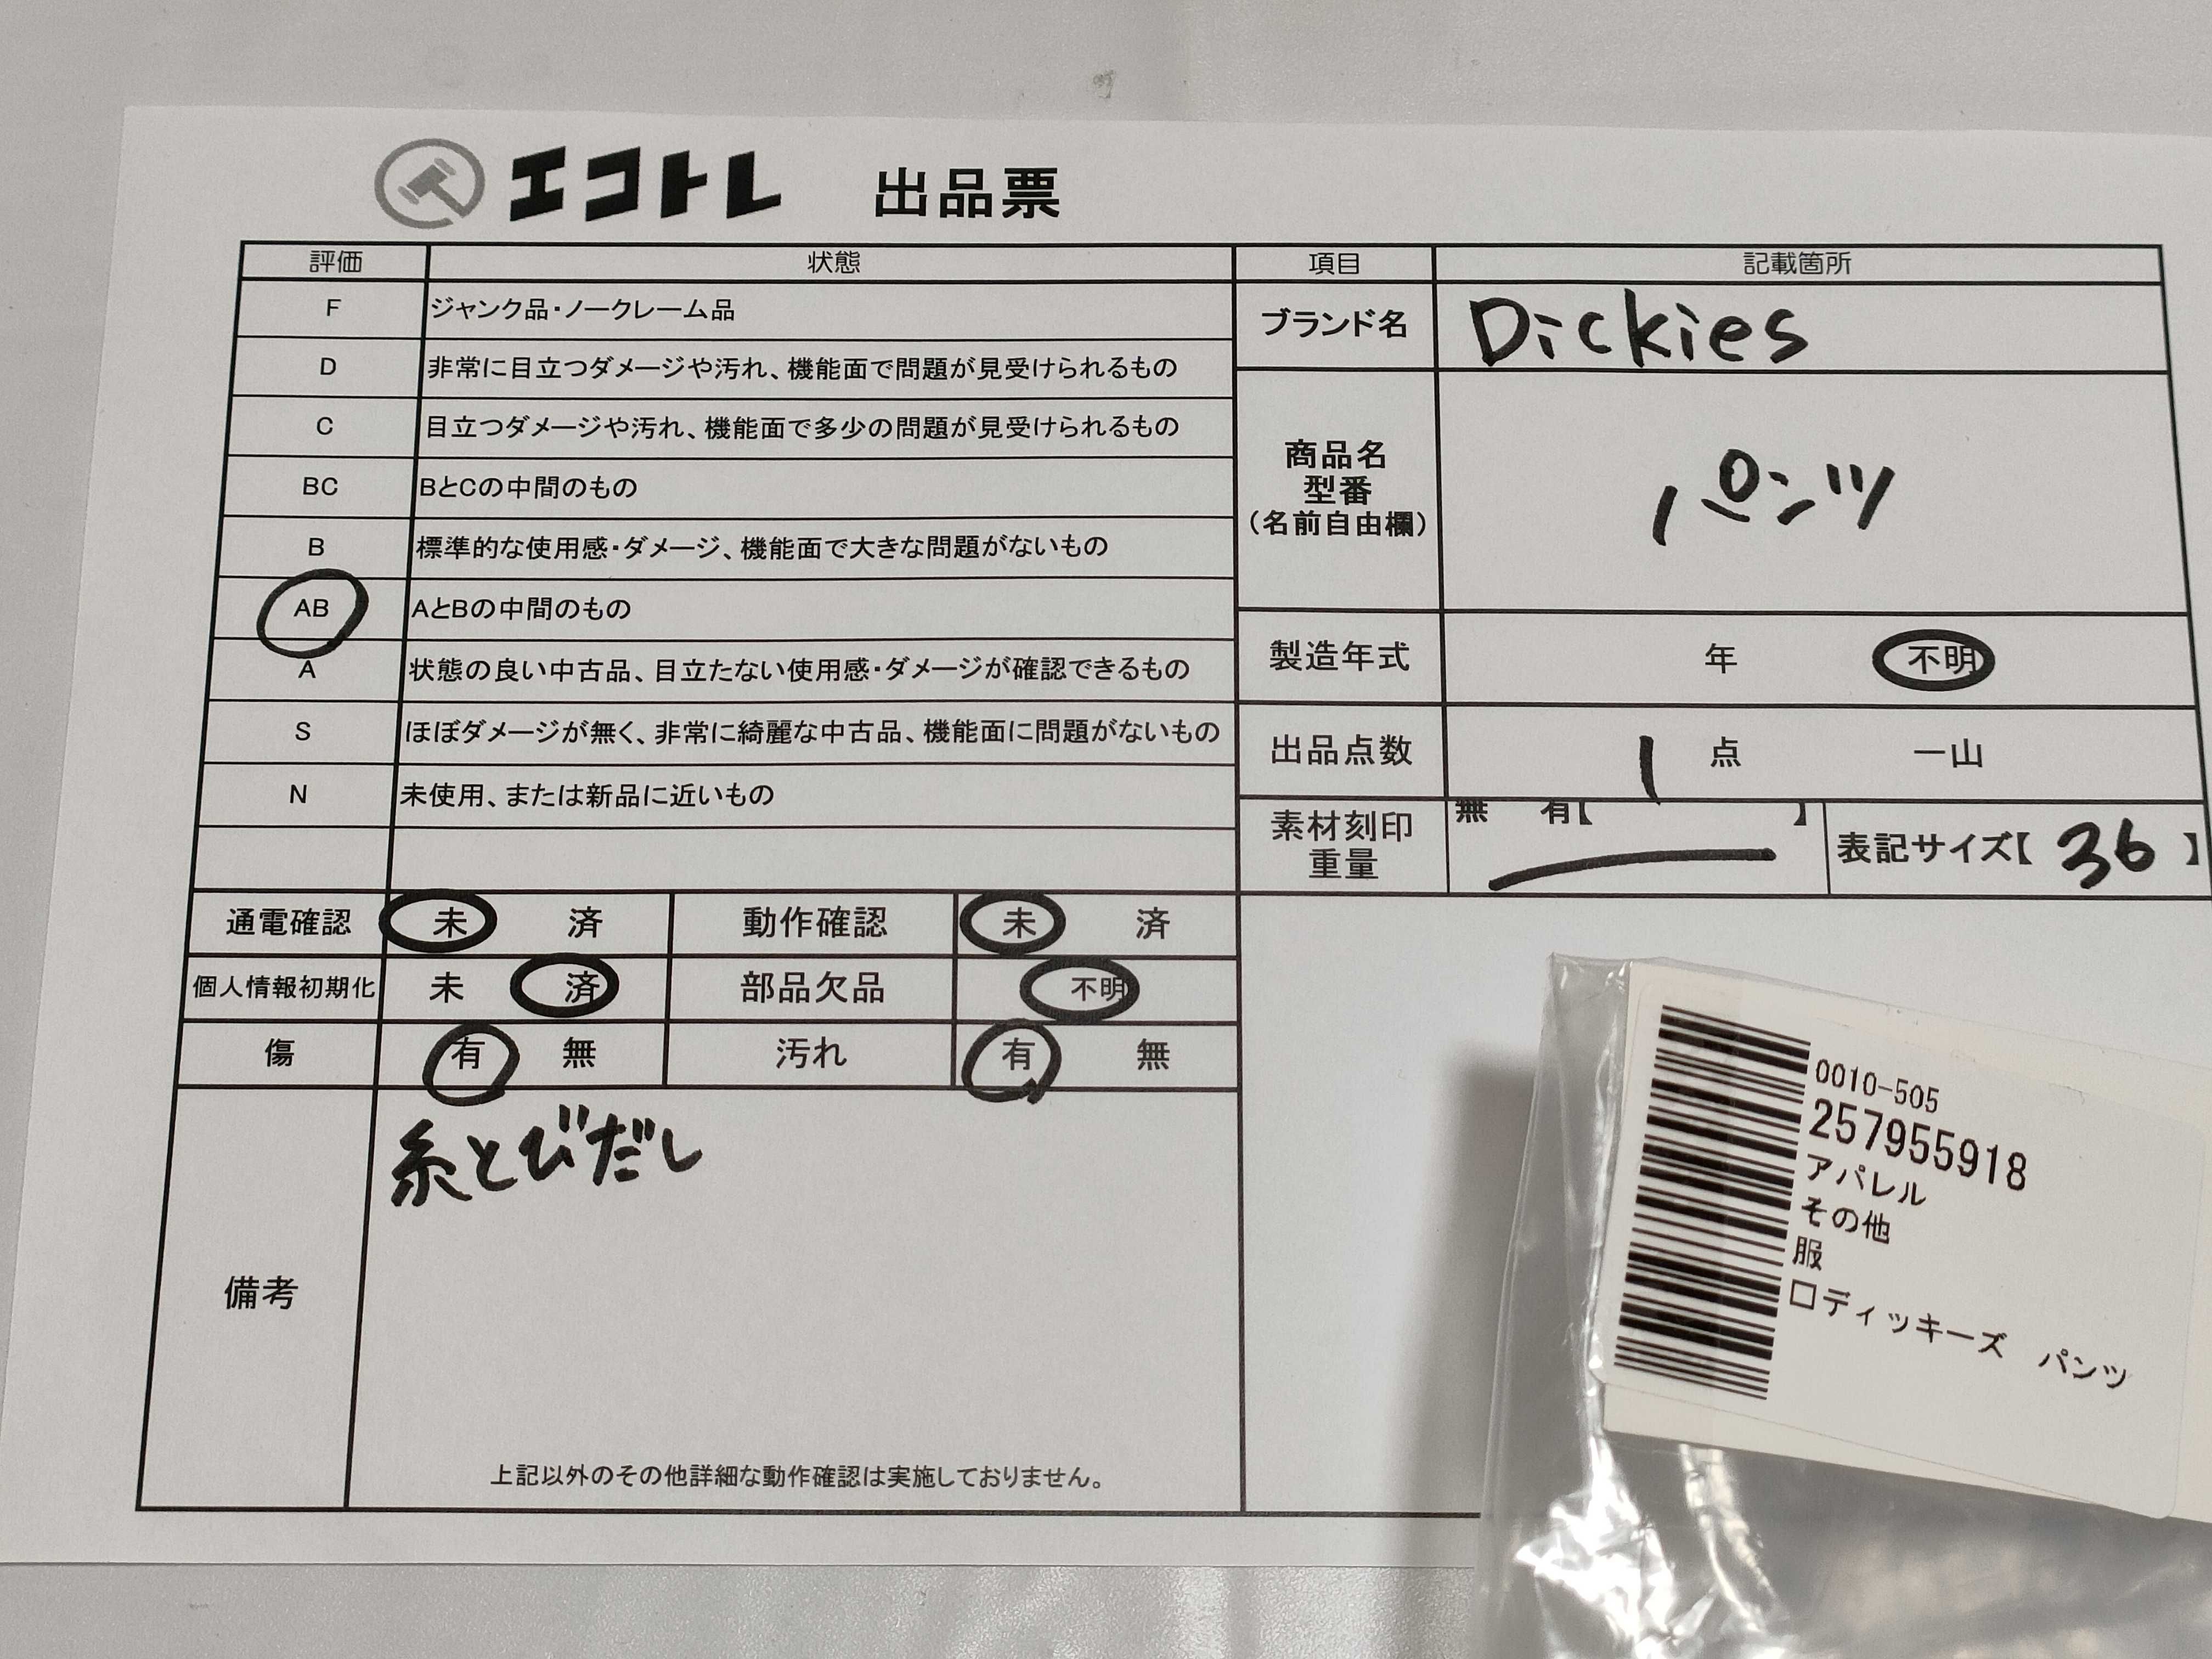 エコトレ 出品票
評価 状態
F ジャンク品・ノークレーム品
D 非常に目立つダメージや汚れ、機能面で問題が見受けられるもの
C 目立つダメージや汚れ、機能面で多少の問題が見受けられるもの
BC BとCの中間のもの
B 標準的な使用感・ダメージ、機能面で大きな問題がないもの
AB AとBの中間のもの
A 状態の良い中古品、目立たない使用感・ダメージが確認できるもの
S ほぼダメージが無く、非常に綺麗な中古品、機能面に問題がないもの
N 未使用、または新品に近いもの
項目 記載箇所
ブランド名 Dickies
商品名
型番
(名前自由欄)
パンツ
製造年式 年 不明
出品点数 1 点 一山
素材刻印
重量
無 有【 】
表記サイズ【 36 】
通電確認 未 済 動作確認 未 済
個人情報初期化 未 済 部品欠品 不明
傷 有 無 汚れ 有 無
備考
糸とびだし
上記以外のその他詳細な動作確認は実施しておりません。
0010-505
257955918
アパレル
その他
服
口ディッキーズ パンツ